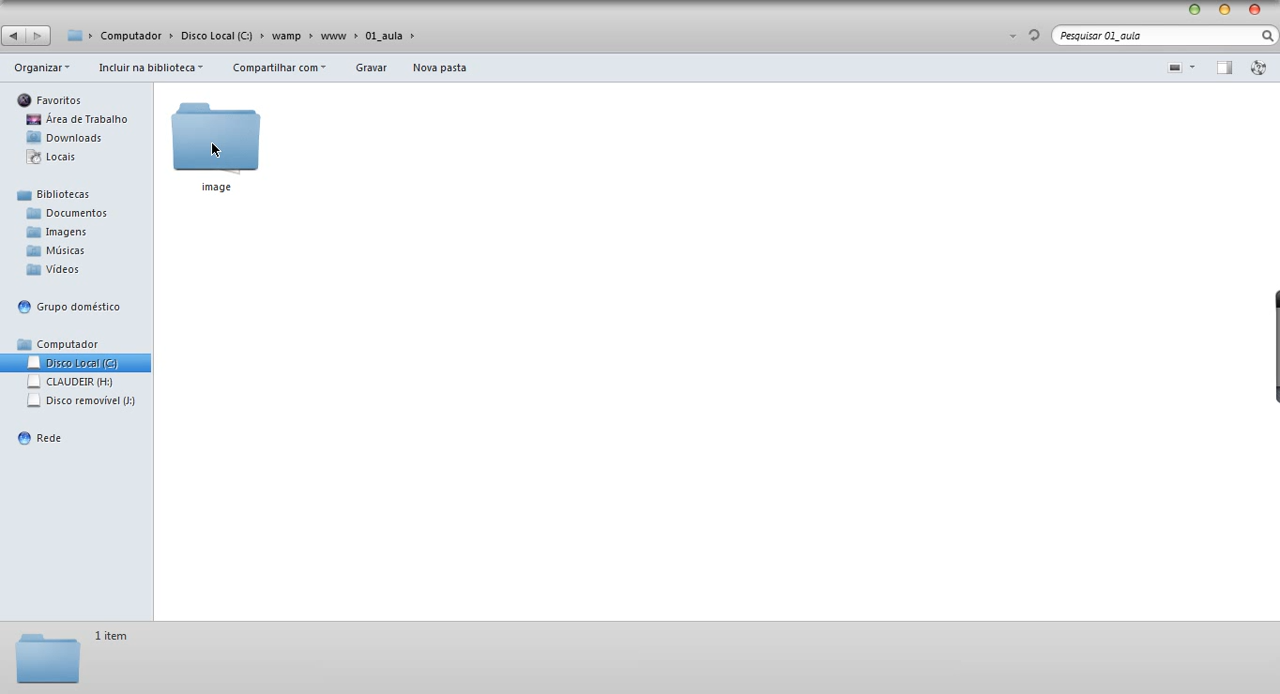 Computador Disco Local (C:) wamp www 01_aula
Pesquisar 01_aula
Organizar Incluir na biblioteca Compartilhar com Gravar Nova pasta
Favoritos
Área de Trabalho
Downloads
Locais
Bibliotecas
Documentos
Imagens
Músicas
Vídeos
Grupo doméstico
Computador
Disco Local (C:)
CLAUDEIR (H:)
Disco removível (J:)
Rede
image
1 item